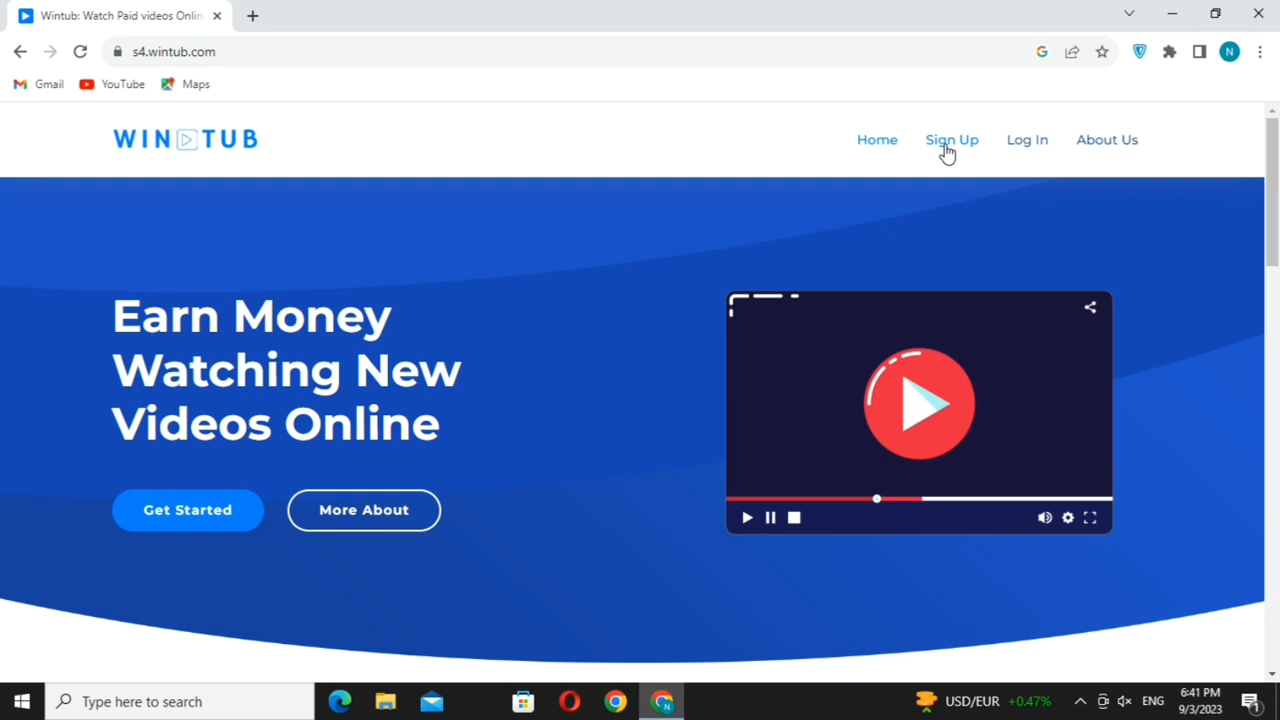 Wintub: Watch Paid videos Onlin
s4.wintub.com
Gmail YouTube Maps
N
WIN TUB
Home Sign Up Log In About Us
Earn Money
Watching New
Videos Online
Get Started More About
Type here to search
N
USD/EUR +0.47%
ENG
6:41 PM
9/3/2023
1